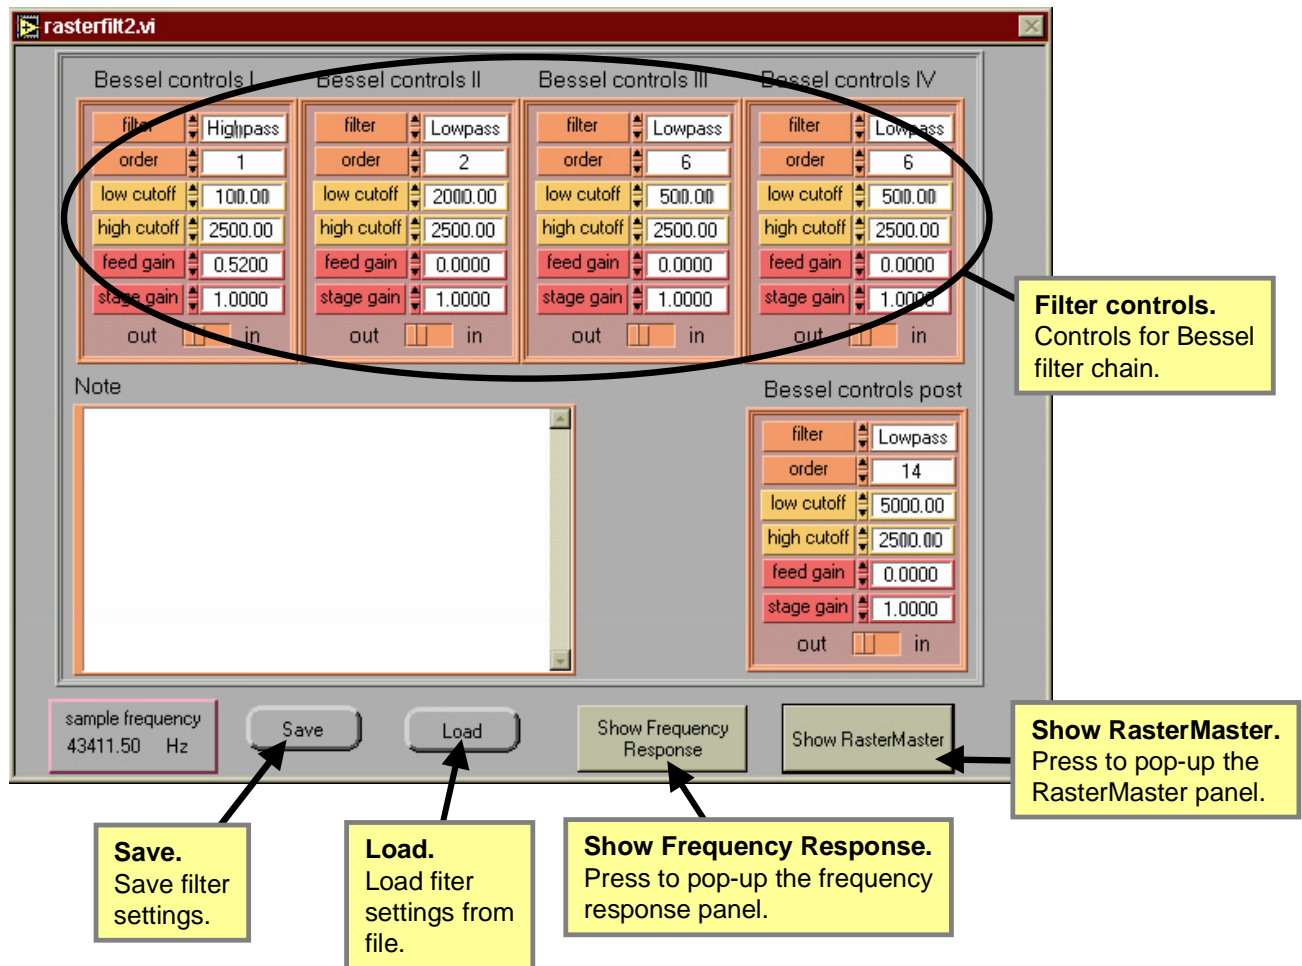 rasterfilt2.vi
Bessel controls I
filter Highpass
order 1
low cutoff 100.00
high cutoff 2500.00
feed gain 0.5200
stage gain 1.0000
out in
Bessel controls II
filter Lowpass
order 2
low cutoff 2000.00
high cutoff 2500.00
feed gain 0.0000
stage gain 1.0000
out in
Bessel controls III
filter Lowpass
order 6
low cutoff 500.00
high cutoff 2500.00
feed gain 0.0000
stage gain 1.0000
out in
Bessel controls IV
filter Lowpass
order 6
low cutoff 500.00
high cutoff 2500.00
feed gain 0.0000
stage gain 1.0000
out in
Filter controls.
Controls for Bessel
filter chain.
Note
Bessel controls post
filter Lowpass
order 14
low cutoff 5000.00
high cutoff 2500.00
feed gain 0.0000
stage gain 1.0000
out in
sample frequency
43411.50 Hz
Save
Load
Show Frequency
Response
Show RasterMaster
Show RasterMaster.
Press to pop-up the
RasterMaster panel.
Save.
Save filter
settings.
Load.
Load fiter
settings from
file.
Show Frequency Response.
Press to pop-up the frequency
response panel.